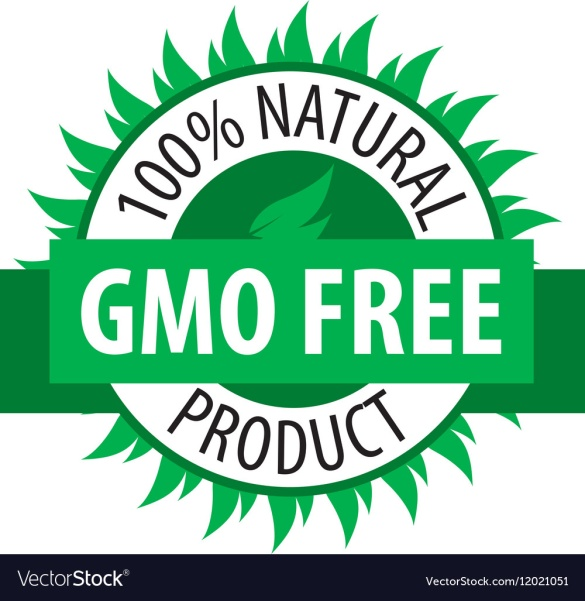 100% NATURAL
GMO FREE
PRODUCT
VectorStock®
VectorStock.com/12021051